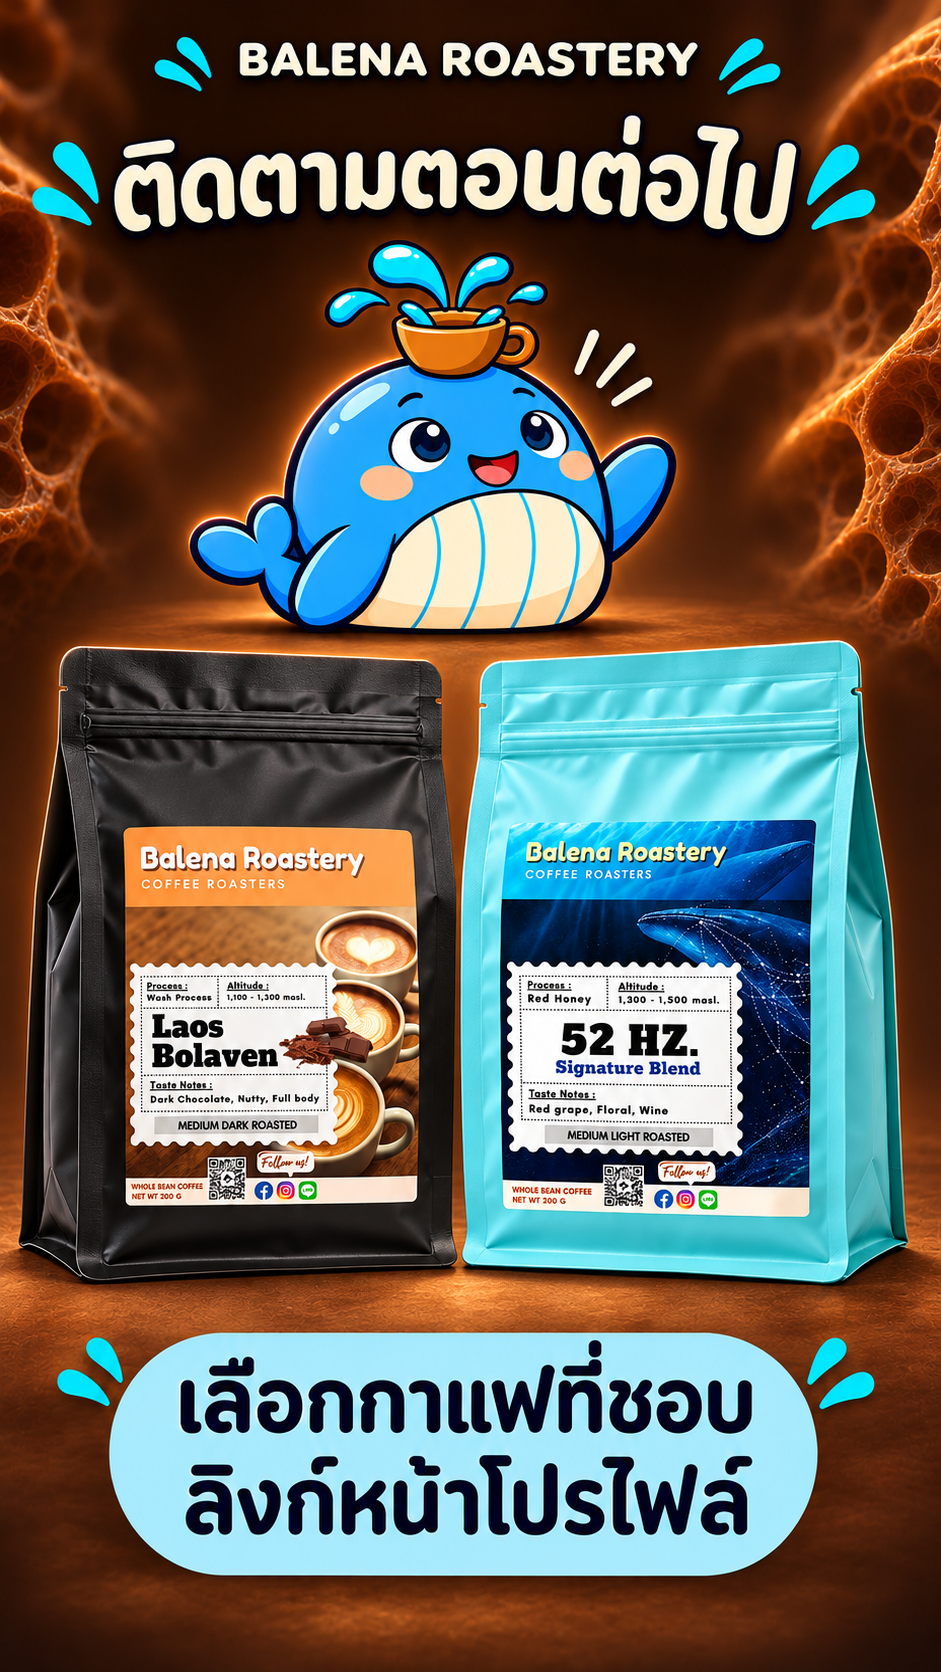 BALENA ROASTERY
ติดตามตอนต่อไป
Balena Roastery
COFFEE ROASTERS
Process :
Wash Process
Altitude :
1,100 - 1,300 masl.
Laos
Bolaven
Taste Notes :
Dark Chocolate, Nutty, Full body
MEDIUM DARK ROASTED
Follow us!
WHOLE BEAN COFFEE
NET WT 200 G
LINE
Balena Roastery
COFFEE ROASTERS
Process :
Red Honey
Altitude :
1,300 - 1,500 masl.
52 HZ.
Signature Blend
Taste Notes :
Red grape, Floral, Wine
MEDIUM LIGHT ROASTED
Follow us!
WHOLE BEAN COFFEE
NET WT 200 G
LINE
เลือกกาแฟที่ชอบ
ลิงก์หน้าโปรไฟล์